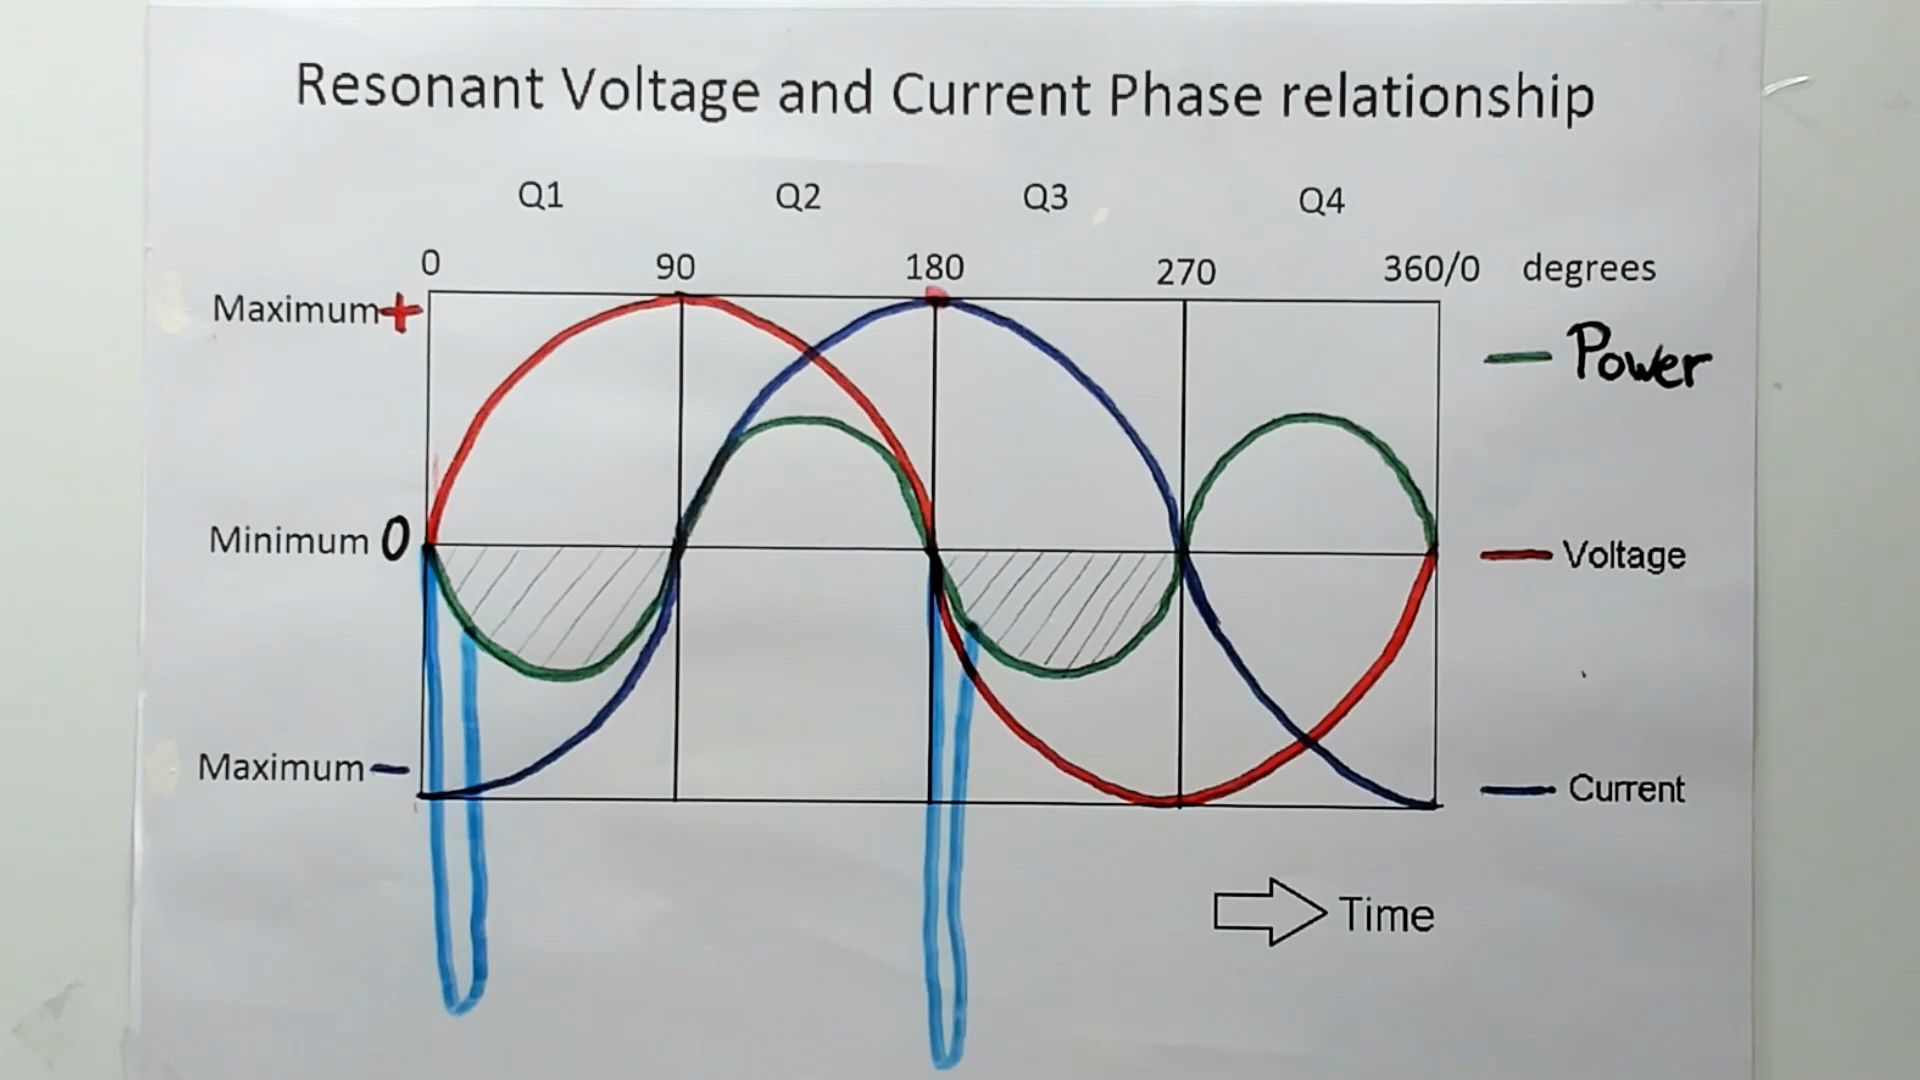 Resonant Voltage and Current Phase relationship
Q1 Q2 Q3 Q4
0 90 180 270 360/0 degrees
Maximum +
Power
Minimum 0
Voltage
Maximum -
Current
Time